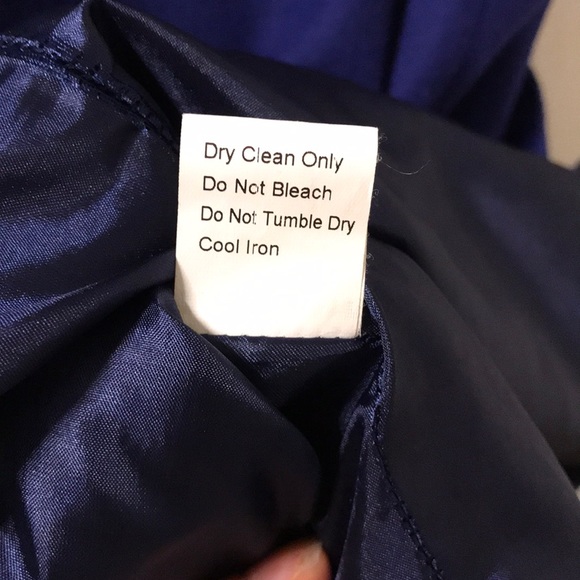 Dry Clean Only
Do Not Bleach
Do Not Tumble Dry
Cool Iron